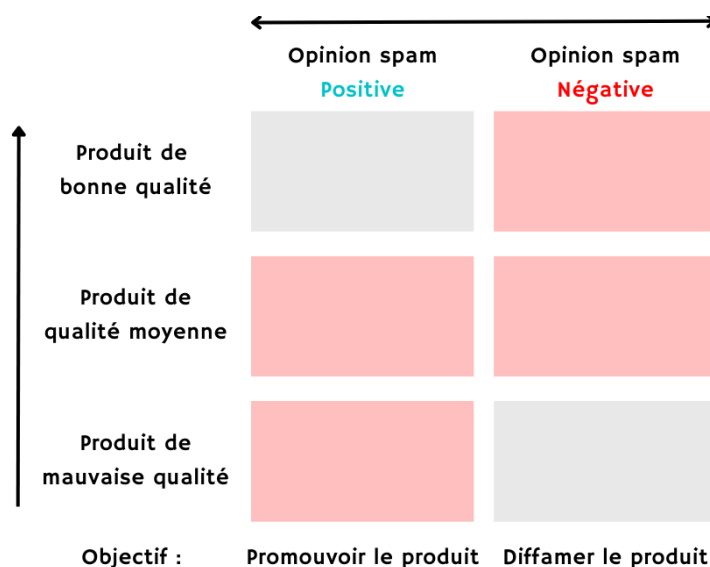 Opinion spam Opinion spam
Positive Négative
Produit de
bonne qualité
Produit de
qualité moyenne
Produit de
mauvaise qualité
Objectif : Promouvoir le produit Diffamer le produit